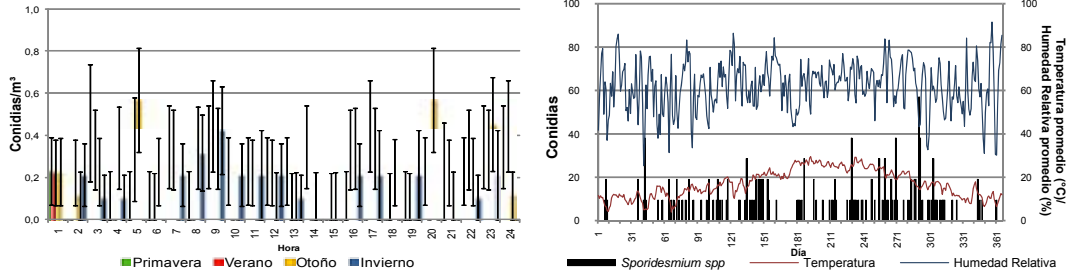 Conidias/m³
1,0
0,8
0,6
0,4
0,2
0,0
1 2 3 4 5 6 7 8 9 10 11 12 13 14 15 16 17 18 19 20 21 22 23 24
Hora
Primavera Verano Otoño Invierno
Conidias
100
80
60
40
20
0
1 31 61 91 121 151 181 211 241 271 301 331 361
Día
100
80
60
40
20
0
Temperatura promedio (°C)/
Humedad Relativa promedio (%)
Sporidesmium spp Temperatura Humedad Relativa